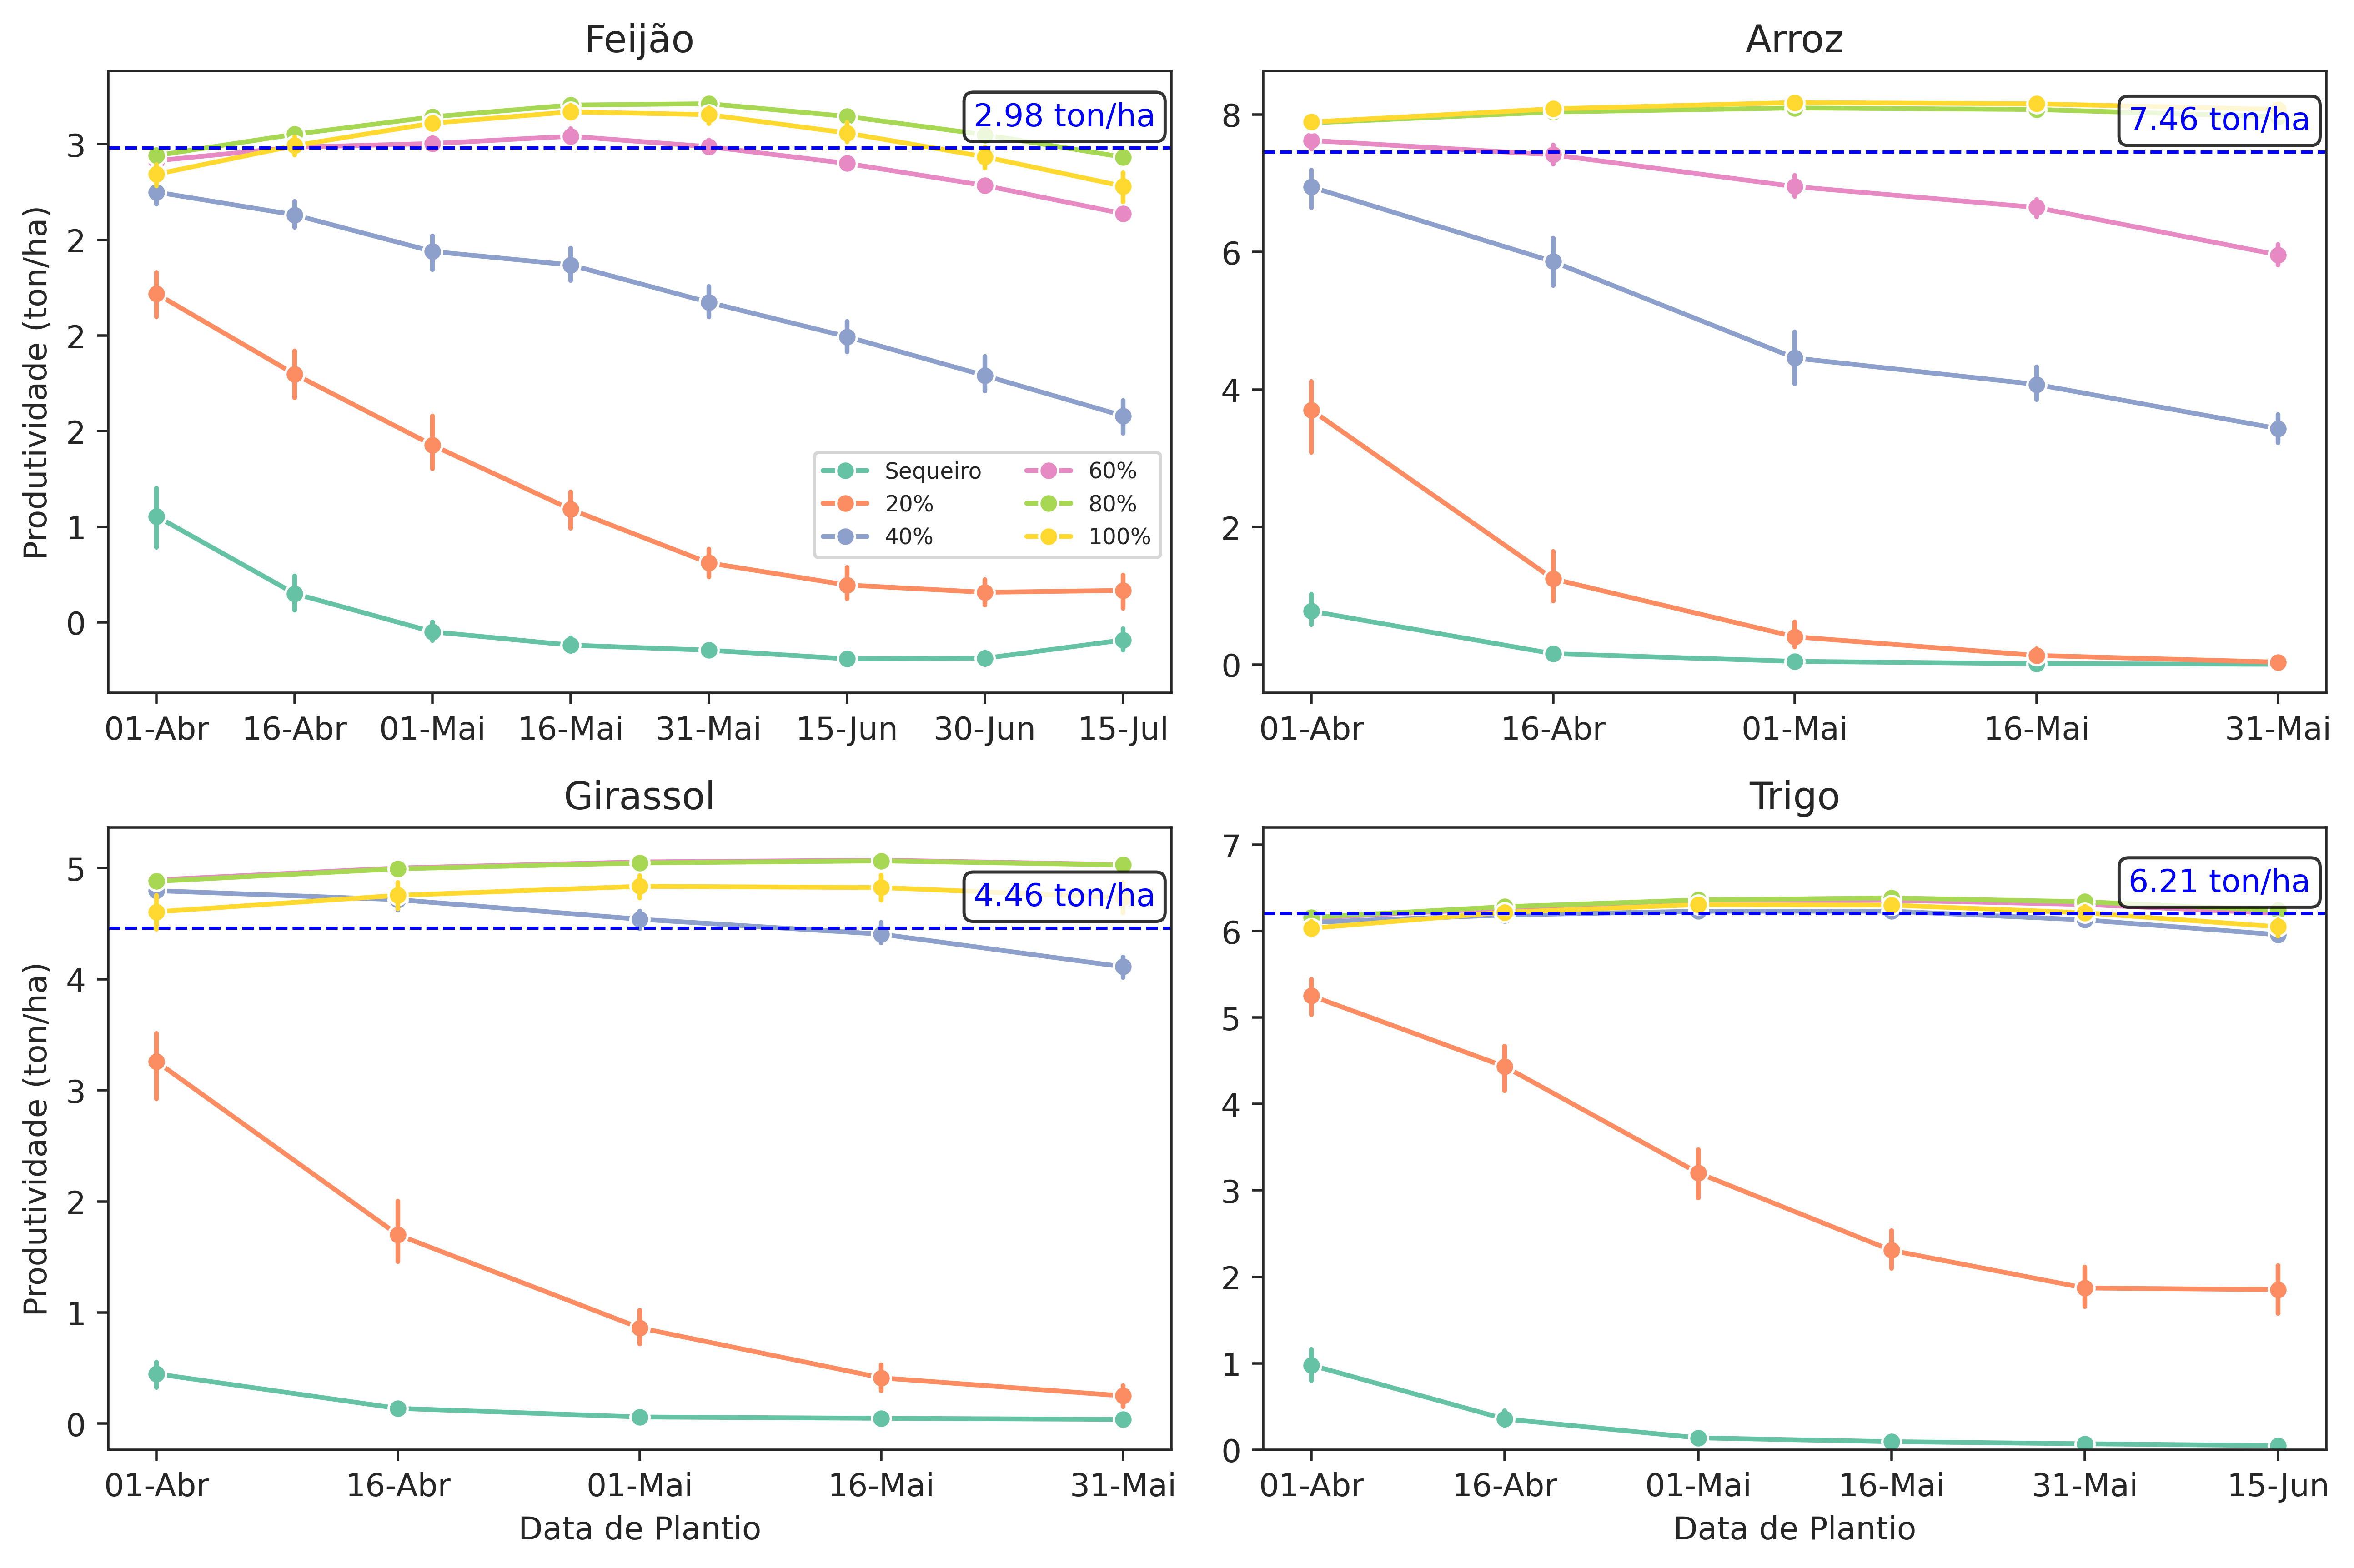 Feijão
2.98 ton/ha
Produtividade (ton/ha)
3
2
2
2
1
0
Sequeiro
20%
40%
60%
80%
100%
01-Abr 16-Abr 01-Mai 16-Mai 31-Mai 15-Jun 30-Jun 15-Jul
Arroz
7.46 ton/ha
8
6
4
2
0
01-Abr 16-Abr 01-Mai 16-Mai 31-Mai
Girassol
4.46 ton/ha
Produtividade (ton/ha)
5
4
3
2
1
0
01-Abr 16-Abr 01-Mai 16-Mai 31-Mai
Data de Plantio
Trigo
6.21 ton/ha
7
6
5
4
3
2
1
0
01-Abr 16-Abr 01-Mai 16-Mai 31-Mai 15-Jun
Data de Plantio